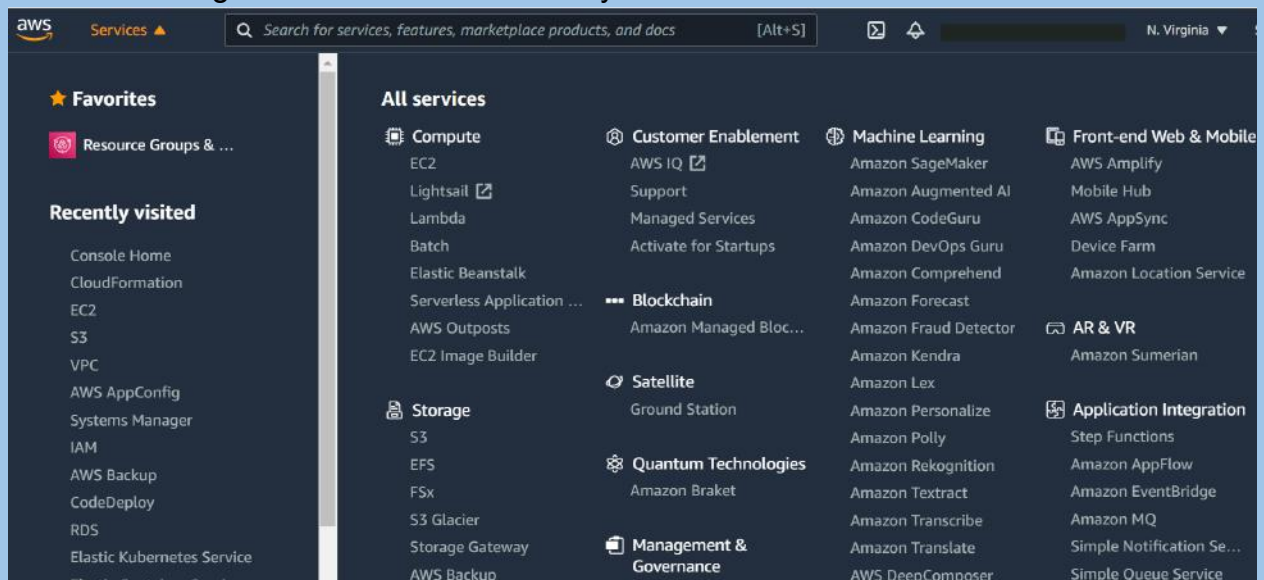 aws
Services ▲
Search for services, features, marketplace products, and docs [Alt+S]
N. Virginia ▼
Favorites
Resource Groups & ...
Recently visited
Console Home
CloudFormation
EC2
S3
VPC
AWS AppConfig
Systems Manager
IAM
AWS Backup
CodeDeploy
RDS
Elastic Kubernetes Service
All services
Compute
EC2
Lightsail
Lambda
Batch
Elastic Beanstalk
Serverless Application ...
AWS Outposts
EC2 Image Builder
Storage
S3
EFS
FSx
S3 Glacier
Storage Gateway
AWS Backup
Customer Enablement
AWS IQ
Support
Managed Services
Activate for Startups
Blockchain
Amazon Managed Bloc...
Satellite
Ground Station
Quantum Technologies
Amazon Braket
Management &
Governance
Machine Learning
Amazon SageMaker
Amazon Augmented AI
Amazon CodeGuru
Amazon DevOps Guru
Amazon Comprehend
Amazon Forecast
Amazon Fraud Detector
Amazon Kendra
Amazon Lex
Amazon Personalize
Amazon Polly
Amazon Rekognition
Amazon Textract
Amazon Transcribe
Amazon Translate
AWS DeepComposer
Front-end Web & Mobile
AWS Amplify
Mobile Hub
AWS AppSync
Device Farm
Amazon Location Service
AR & VR
Amazon Sumerian
Application Integration
Step Functions
Amazon AppFlow
Amazon EventBridge
Amazon MQ
Simple Notification Se...
Simple Queue Service